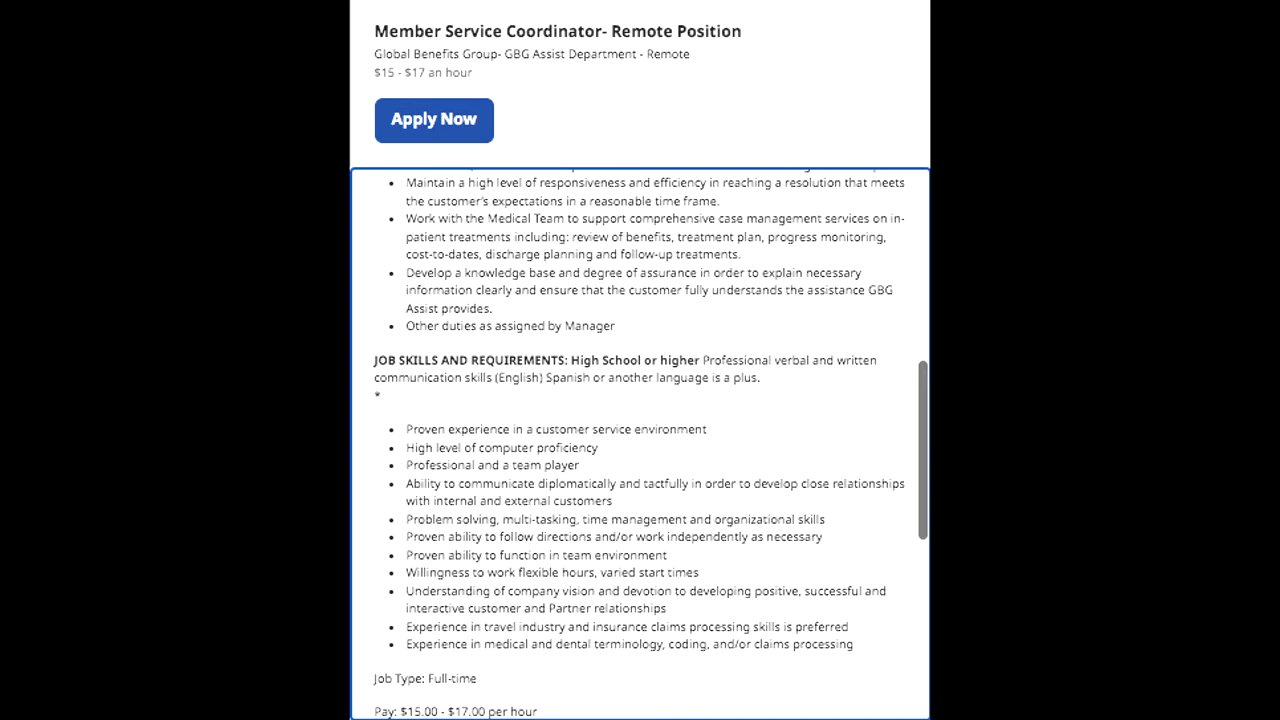 Member Service Coordinator- Remote Position
Global Benefits Group- GBG Assist Department - Remote
$15 - $17 an hour
Apply Now
• Maintain a high level of responsiveness and efficiency in reaching a resolution that meets
the customer's expectations in a reasonable time frame.
• Work with the Medical Team to support comprehensive case management services on in-
patient treatments including: review of benefits, treatment plan, progress monitoring,
cost-to-dates, discharge planning and follow-up treatments.
• Develop a knowledge base and degree of assurance in order to explain necessary
information clearly and ensure that the customer fully understands the assistance GBG
Assist provides.
• Other duties as assigned by Manager
JOB SKILLS AND REQUIREMENTS: High School or higher Professional verbal and written
communication skills (English) Spanish or another language is a plus.
*
• Proven experience in a customer service environment
• High level of computer proficiency
• Professional and a team player
• Ability to communicate diplomatically and tactfully in order to develop close relationships
with internal and external customers
• Problem solving, multi-tasking, time management and organizational skills
• Proven ability to follow directions and/or work independently as necessary
• Proven ability to function in team environment
• Willingness to work flexible hours, varied start times
• Understanding of company vision and devotion to developing positive, successful and
interactive customer and Partner relationships
• Experience in travel industry and insurance claims processing skills is preferred
• Experience in medical and dental terminology, coding, and/or claims processing
Job Type: Full-time
Pay: $15.00 - $17.00 per hour